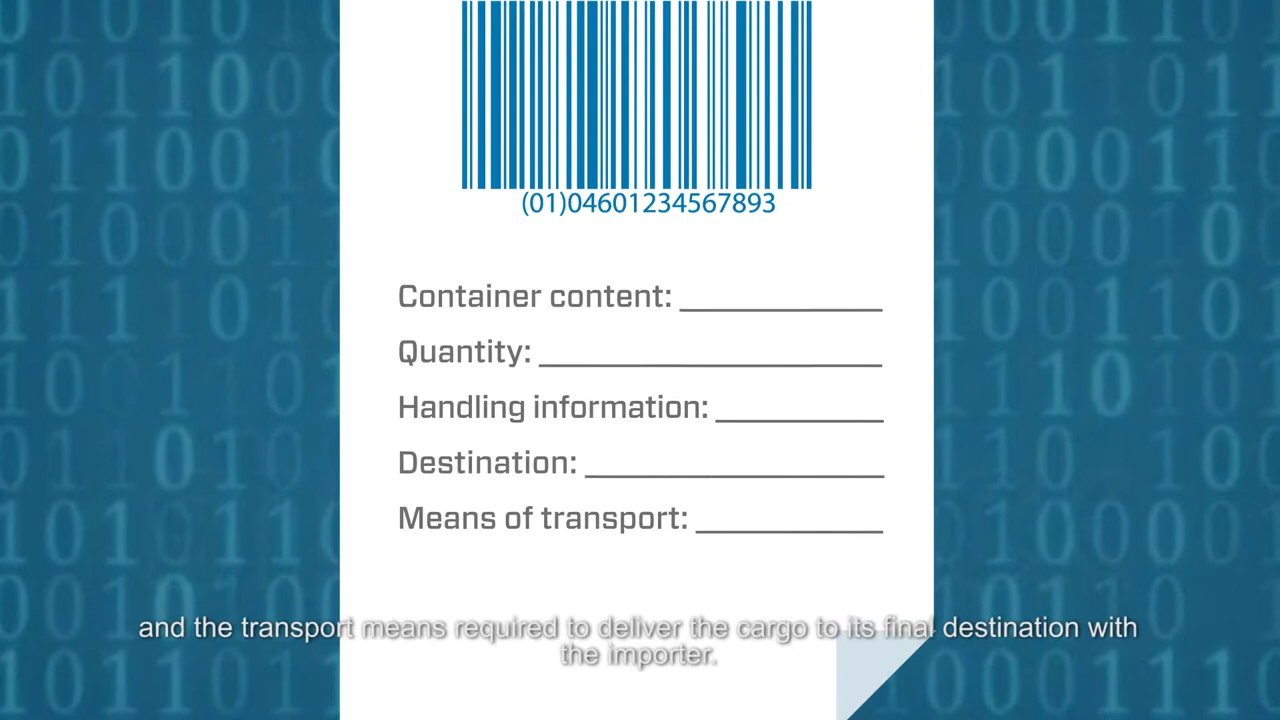 (01)04601234567893
Container content:
Quantity:
Handling information:
Destination:
Means of transport:
and the transport means required to deliver the cargo to its final destination with
the importer.